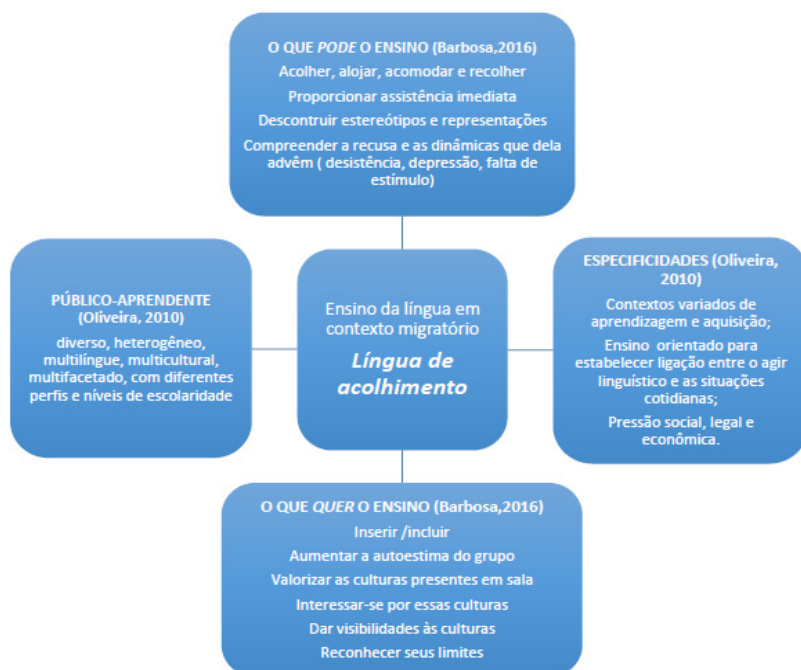 O QUE PODE O ENSINO (Barbosa,2016)
Acolher, alojar, acomodar e recolher
Proporcionar assistência imediata
Descontruir estereótipos e representações
Compreender a recusa e as dinâmicas que dela
advêm ( desistência, depressão, falta de
estímulo)
PÚBLICO-APRENDENTE
(Oliveira, 2010)
diverso, heterogêneo,
multilíngue, multicultural,
multifacetado, com diferentes
perfis e níveis de escolaridade
Ensino da língua em
contexto migratório
Língua de
acolhimento
ESPECIFICIDADES (Oliveira,
2010)
Contextos variados de
aprendizagem e aquisição;
Ensino orientado para
estabelecer ligação entre o agir
linguístico e as situações
cotidianas;
Pressão social, legal e
econômica.
O QUE QUER O ENSINO (Barbosa,2016)
Inserir /incluir
Aumentar a autoestima do grupo
Valorizar as culturas presentes em sala
Interessar-se por essas culturas
Dar visibilidades às culturas
Reconhecer seus limites